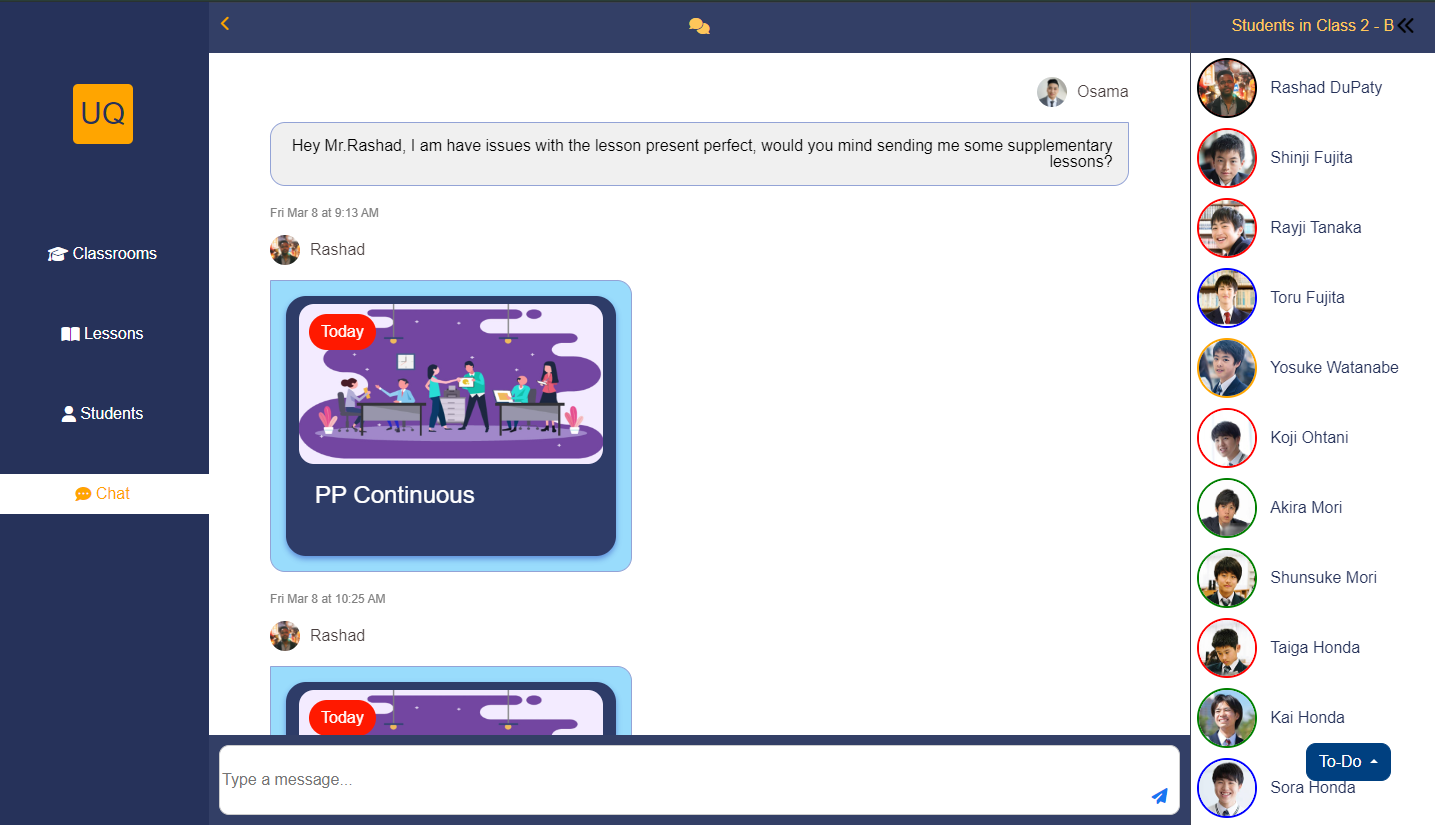 UQ
Classrooms
Lessons
Students
Chat
Osama
Hey Mr.Rashad, I am have issues with the lesson present perfect, would you mind sending me some supplementary
lessons?
Fri Mar 8 at 9:13 AM
Rashad
Today
PP Continuous
Fri Mar 8 at 10:25 AM
Rashad
Today
Type a message...
Students in Class 2 - B
Rashad DuPaty
Shinji Fujita
Rayji Tanaka
Toru Fujita
Yosuke Watanabe
Koji Ohtani
Akira Mori
Shunsuke Mori
Taiga Honda
Kai Honda
To-Do
Sora Honda